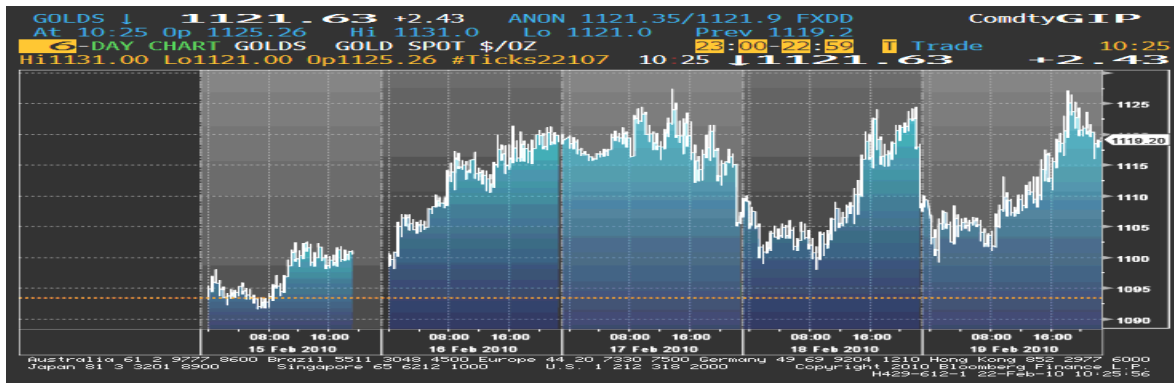 GOLDS ↓ 1121.63 +2.43 ANON 1121.35/1121.9 FXDD ComdtyGIP
At 10:25 Op 1125.26 Hi 1131.0 Lo 1121.0 Prev 1119.2
6-DAY CHART GOLDS GOLD SPOT $/OZ 23:00-22:59 T Trade 10:25
Hi1131.00 Lo1121.00 Op1125.26 #Ticks22107 10:25 ↓1121.63 +2.43
1125
1119.20
1115
1110
1105
1100
1095
1090
08:00 16:00 08:00 16:00 08:00 16:00 08:00 16:00 08:00 16:00
15 Feb 2010 16 Feb 2010 17 Feb 2010 18 Feb 2010 19 Feb 2010
Australia 61 2 9777 8600 Brazil 5511 3048 4500 Europe 44 20 7330 7500 Germany 49 69 9204 1210 Hong Kong 852 2977 6000
Japan 81 3 3201 8900 Singapore 65 6212 1000 U.S. 1 212 318 2000 Copyright 2010 Bloomberg Finance L.P.
H429-612-1 22-Feb-10 10:25:56